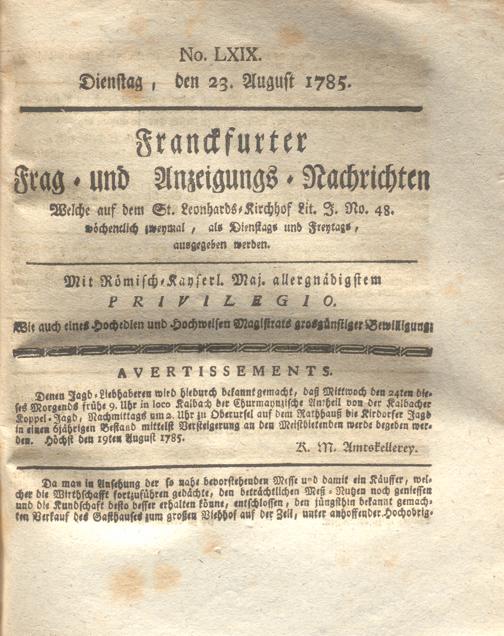 No. LXIX.
Dienstag, den 23. August 1785.
Franckfurter
Frag- und Anzeigungs-Nachrichten
Welche auf dem St. Leonhards-Kirchhof Lit. J. No. 48.
wöchentlich zweymal, als Dienstags und Freytags,
ausgegeben werden.
Mit Römisch-Kayserl. Maj. allergnädigstem
PRIVILEGIO.
Wie auch eines Hochedlen und Hochweisen Magistrats grosgünstiger Bewilligung:
AVERTISSEMENTS.
Denen Jagd-Liebhaberen wird hiedurch bekannt gemacht, daß Mittwoch den 24ten die-
ses Morgends frühe 9. Uhr in loco Kalbach der Churmaynzische Antheil von der Kalbacher
Koppel-Jagd, Nachmittags um 2. Uhr zu Oberursel auf dem Rathhauß die Kirdorfer Jagd
in einen 6jährigen Bestand mittelst Versteigerung an den Meistbietenden werde begeben wer-
den. Höchst den 19ten August 1785.
K. M. Amtskellerey.
Da man in Ansehung der so nahe bevorstehenden Messe und damit ein Käuffer, wel-
cher die Wirthschafft fortzuführen gedächte, den beträchtlichen Meß-Nutzen noch geniessen
und die Kundschaft desto besser erhalten könne, entschlossen, den jüngsthin bekannt gemach-
ten Verkauf des Gasthauses zum großen Viehhof auf der Zeil, unter anhoffender Hochobrig-